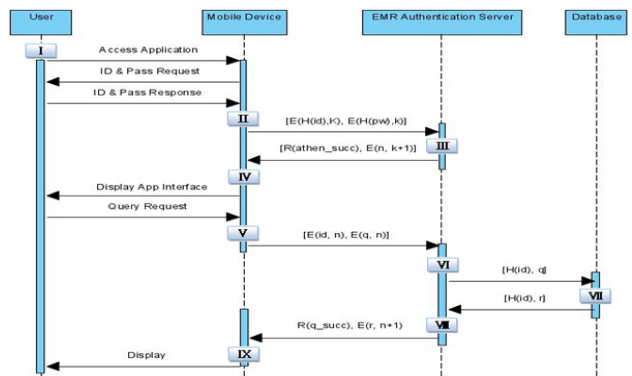 User
Mobile Device
EMR Authentication Server
Database
I
Access Application
ID & Pass Request
ID & Pass Response
II
[E(H(id),K), E(H(pw),k)]
III
[R(athen_succ), E(n, k+1)]
IV
Display App Interface
Query Request
V
[E(id, n), E(q, n)]
VI
[H(id), q]
VII
[H(id), r]
VIII
R(q_succ), E(r, n+1)
IX
Display